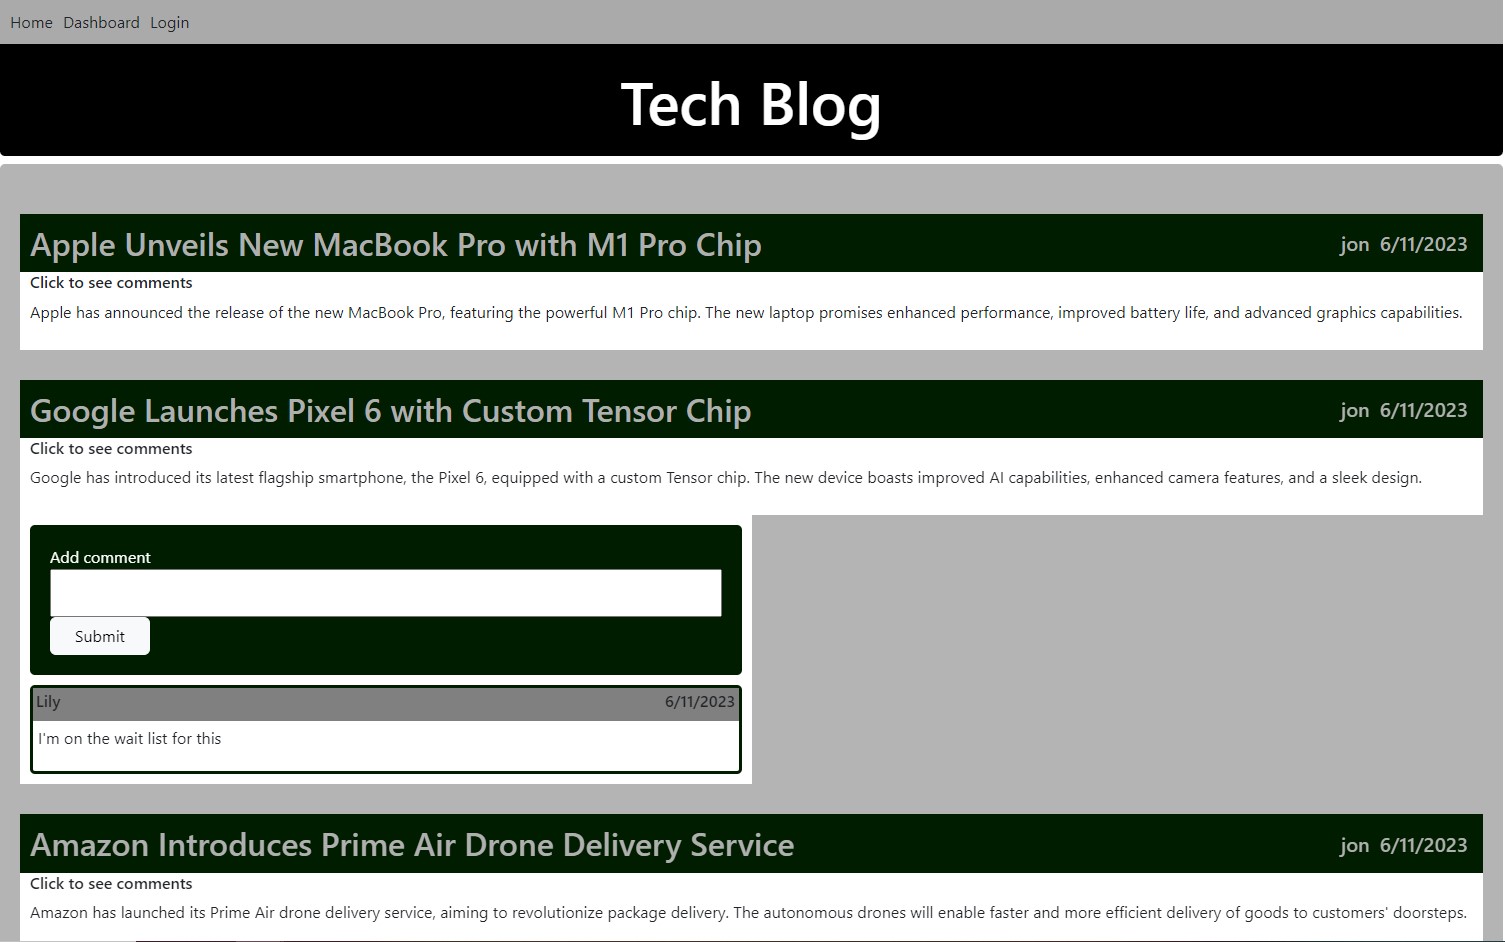 Home Dashboard Login
Tech Blog
Apple Unveils New MacBook Pro with M1 Pro Chip jon 6/11/2023
Click to see comments
Apple has announced the release of the new MacBook Pro, featuring the powerful M1 Pro chip. The new laptop promises enhanced performance, improved battery life, and advanced graphics capabilities.
Google Launches Pixel 6 with Custom Tensor Chip jon 6/11/2023
Click to see comments
Google has introduced its latest flagship smartphone, the Pixel 6, equipped with a custom Tensor chip. The new device boasts improved AI capabilities, enhanced camera features, and a sleek design.
Add comment
Submit
Lily 6/11/2023
I'm on the wait list for this
Amazon Introduces Prime Air Drone Delivery Service jon 6/11/2023
Click to see comments
Amazon has launched its Prime Air drone delivery service, aiming to revolutionize package delivery. The autonomous drones will enable faster and more efficient delivery of goods to customers' doorsteps.